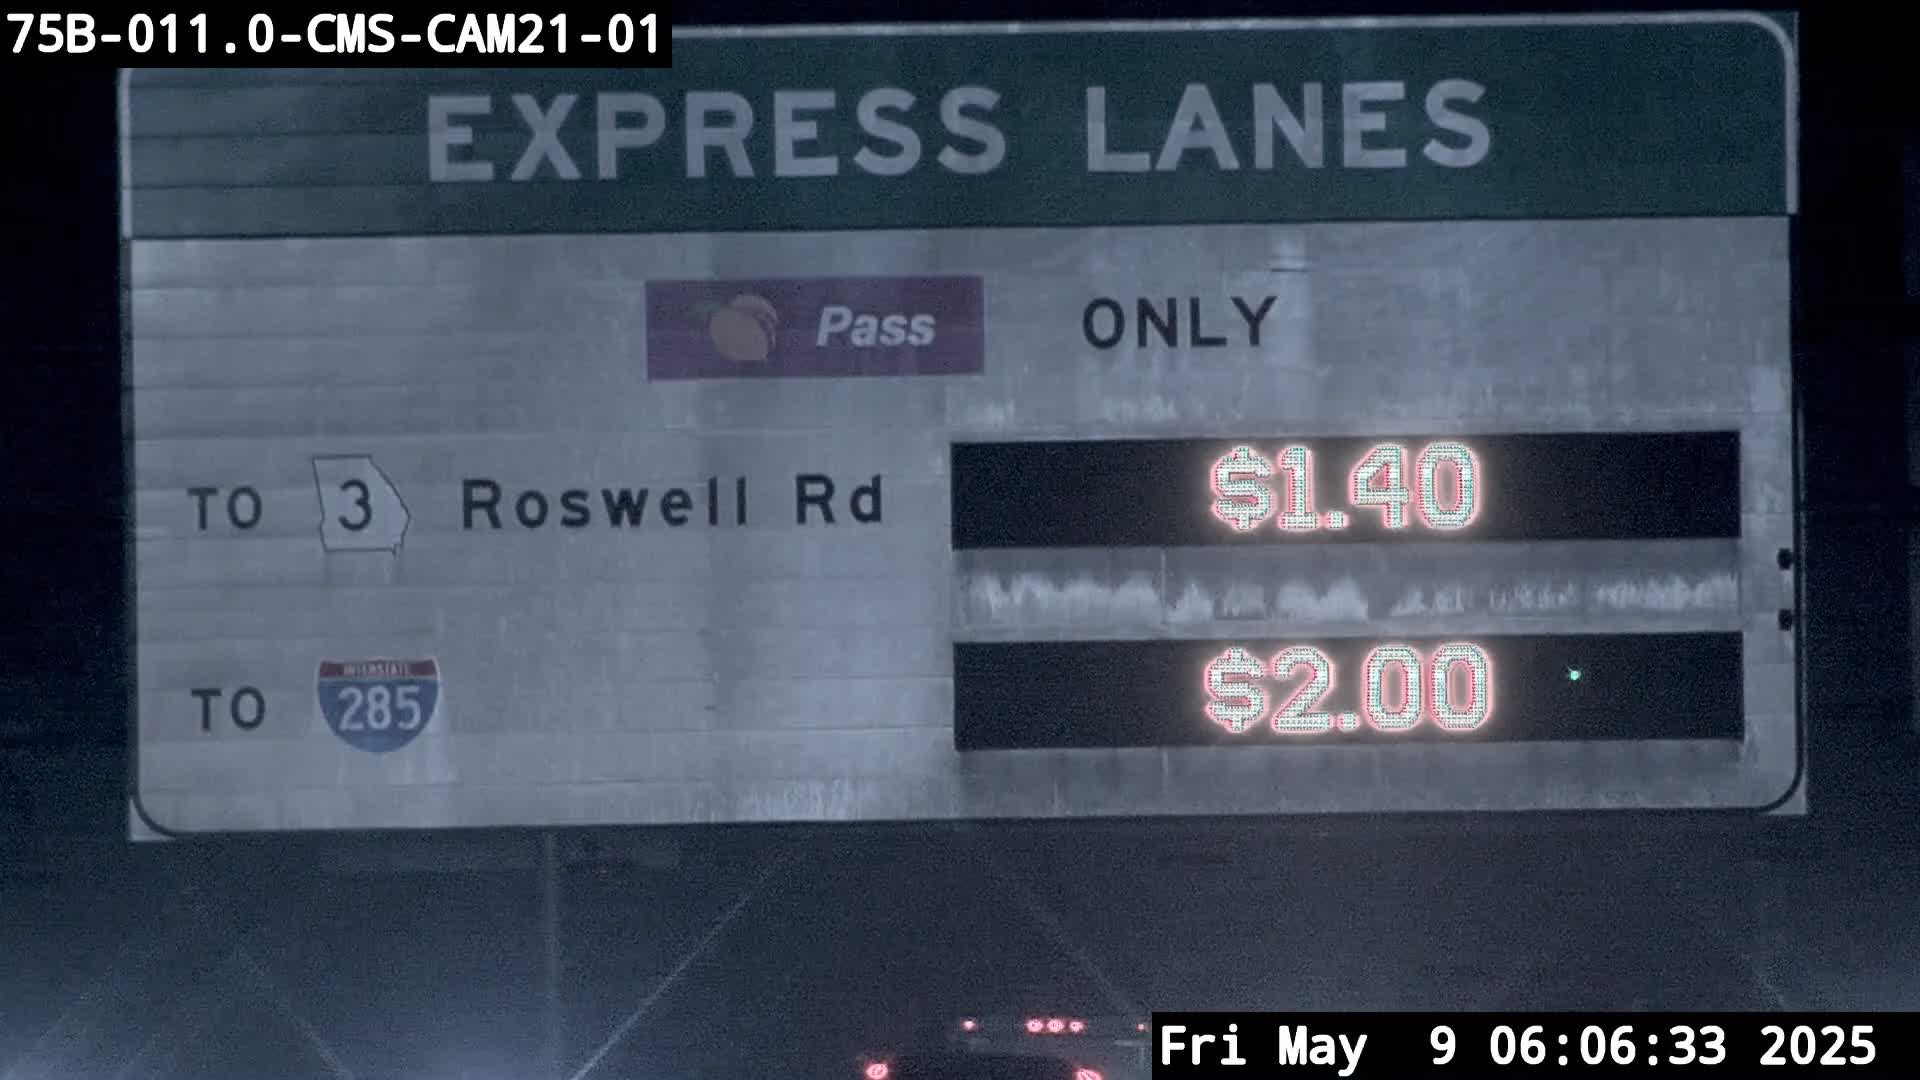 75B-011.0-CMS-CAM21-01
EXPRESS LANES
Pass ONLY
TO 3 Roswell Rd $1.40
INTERSTATE
TO 285 $2.00
Fri May 9 06:06:33 2025